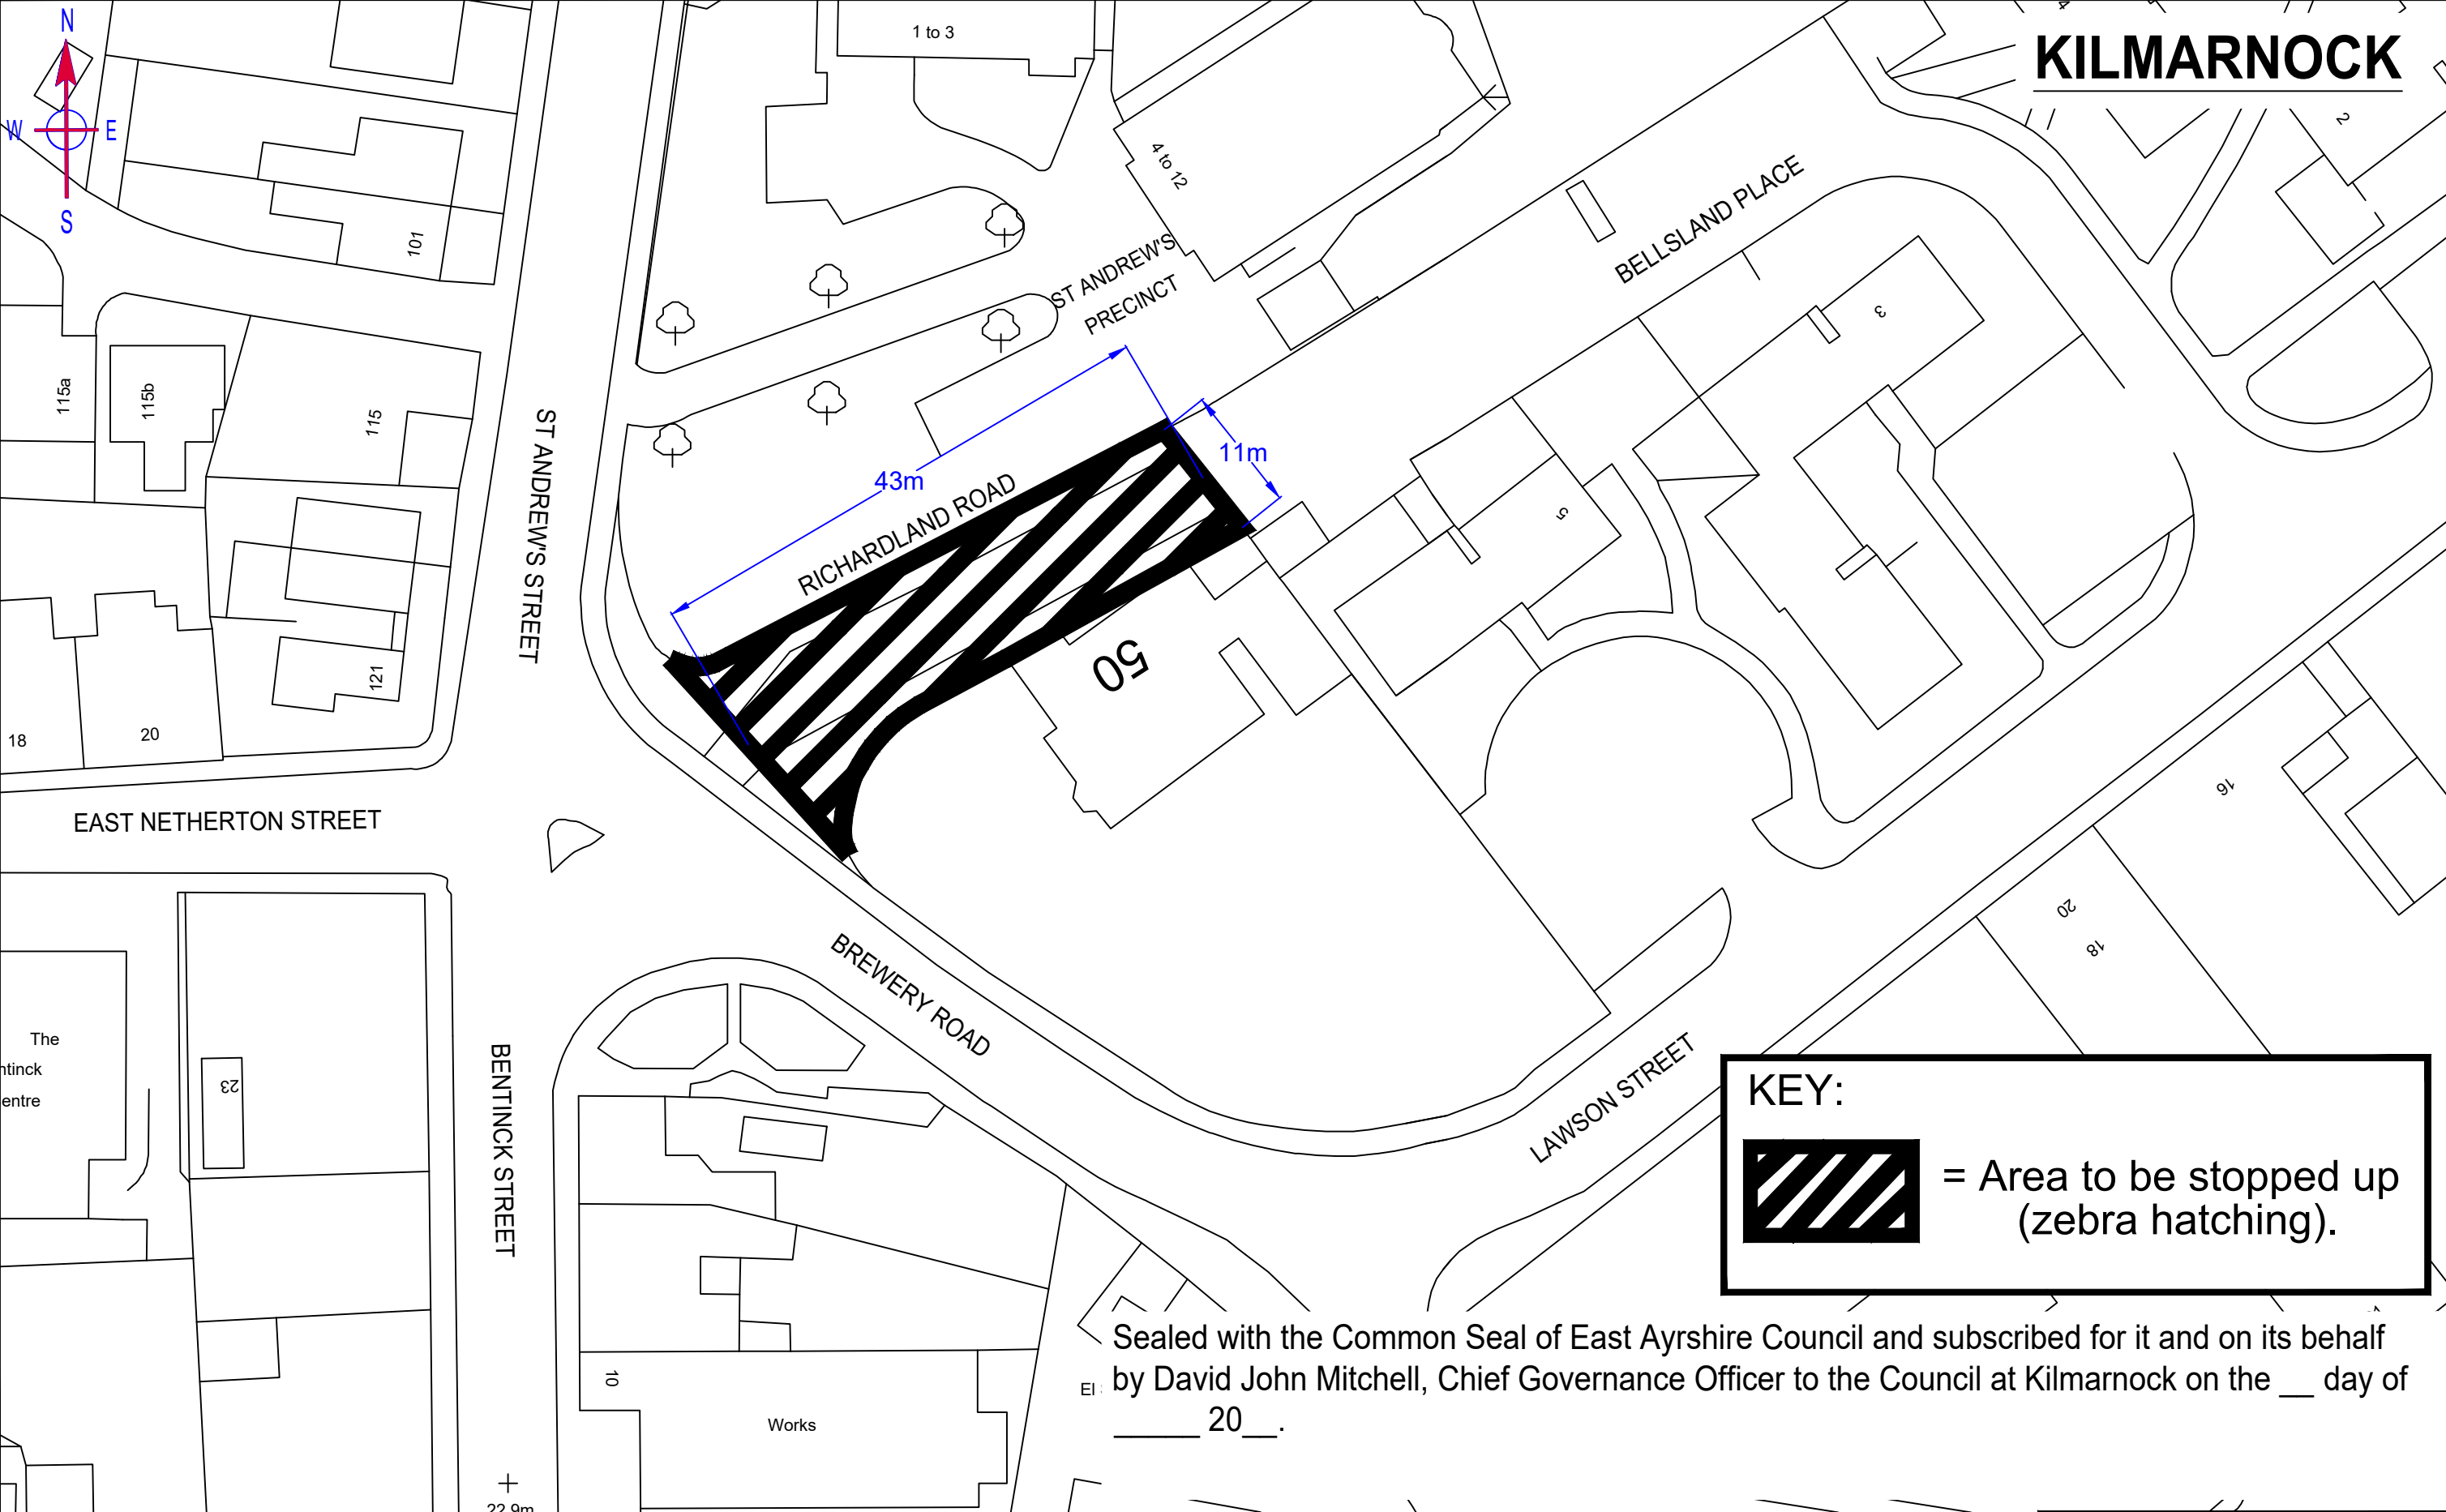 N
W E
S
KILMARNOCK
1 to 3
4 to 12
2
101
BELLSLAND PLACE
ST ANDREW'S
PRECINCT
3
115a
115b
115
ST ANDREW'S STREET
43m
11m
RICHARDLAND ROAD
5
50
121
18
20
EAST NETHERTON STREET
16
20
18
BREWERY ROAD
The
ntinck
entre
23
BENTINCK STREET
LAWSON STREET
KEY:
= Area to be stopped up
(zebra hatching).
10
Works
El
Sealed with the Common Seal of East Ayrshire Council and subscribed for it and on its behalf
by David John Mitchell, Chief Governance Officer to the Council at Kilmarnock on the __ day of
_____ 20__.
22.9m